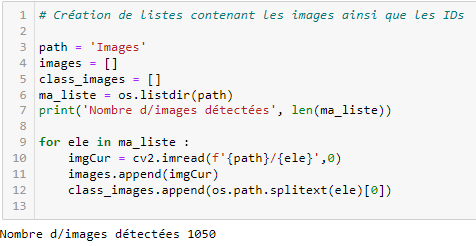 1 # Création de listes contenant les images ainsi que les IDs
2
3 path = 'Images'
4 images = []
5 class_images = []
6 ma_liste = os.listdir(path)
7 print('Nombre d/images détectées', len(ma_liste))
8
9 for ele in ma_liste :
10     imgCur = cv2.imread(f'{path}/{ele}',0)
11     images.append(imgCur)
12     class_images.append(os.path.splitext(ele)[0])
13
Nombre d/images détectées 1050